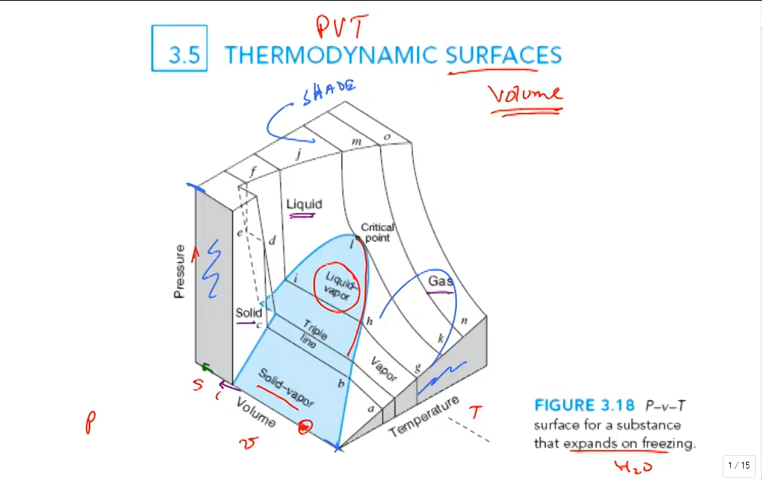 PVT
3.5 THERMODYNAMIC SURFACES
Volume
SHADE
o
m
j
f
Liquid
e
d
Critical
point
l
Liquid-
vapor
i
Gas
Pressure
Solid
c
h
n
Triple
line
k
Vapor
g
Solid-vapor
b
a
S
i
Volume
Temperature
T
P
v
FIGURE 3.18 P–v–T
surface for a substance
that expands on freezing.
H2O
1 / 15